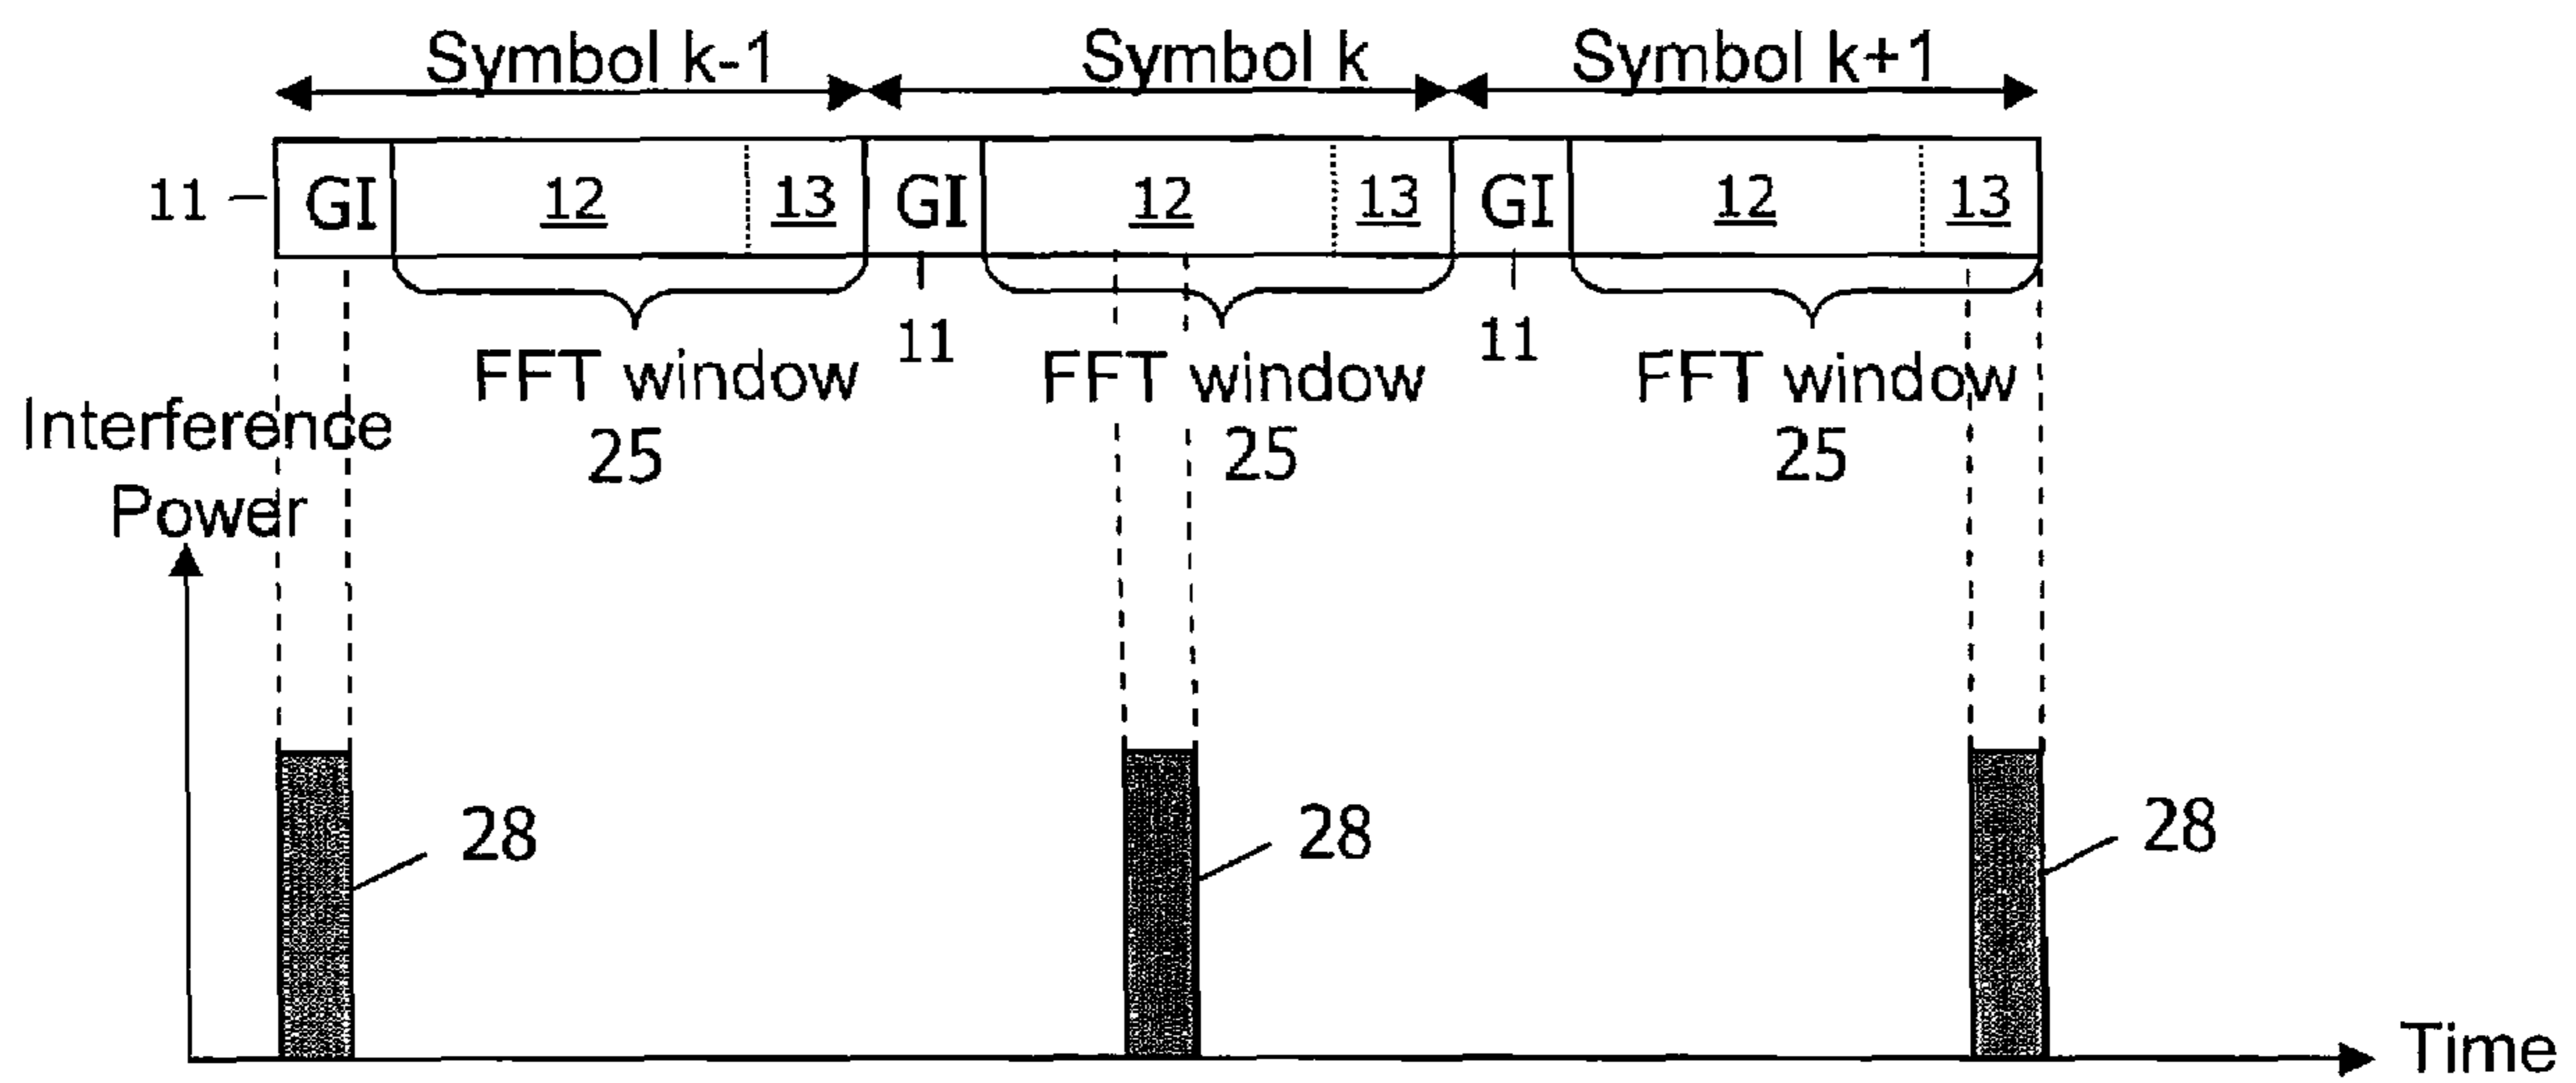 Symbol k-1 Symbol k Symbol k+1
11 GI 12 13 GI 12 13 GI 12 13
11 11
FFT window FFT window FFT window
25 25 25
Interference
Power
28 28 28
Time